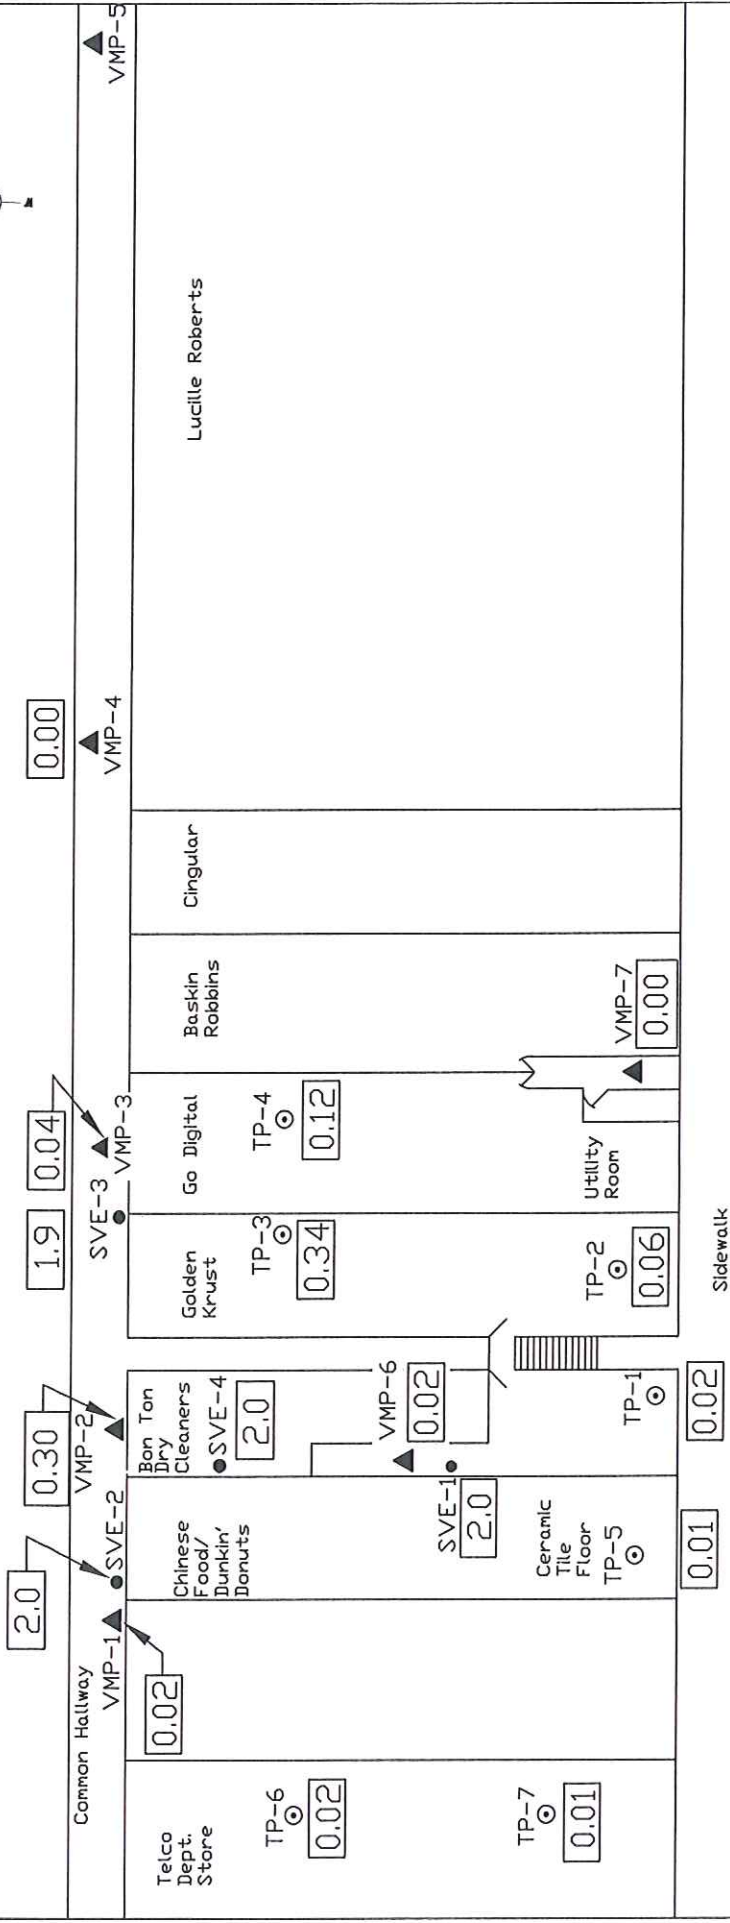 2.0
0.30
1.9
0.04
0.00
Common Hallway
VMP-1
SVE-2
VMP-2
SVE-3
VMP-3
VMP-4
VMP-5
0.02
Telco
Dept.
Store
Chinese
Food/
Dunkin'
Donuts
Bon Ton
Dry
Cleaners
SVE-4
2.0
Golden
Krust
Go Digital
Baskin
Robbins
Cingular
Lucille Roberts
TP-6
0.02
TP-3
0.34
TP-4
0.12
VMP-6
0.02
SVE-1
2.0
TP-7
0.01
Ceramic
Tile
Floor
TP-5
0.01
TP-1
0.02
TP-2
0.06
Utility
Room
VMP-7
0.00
Sidewalk